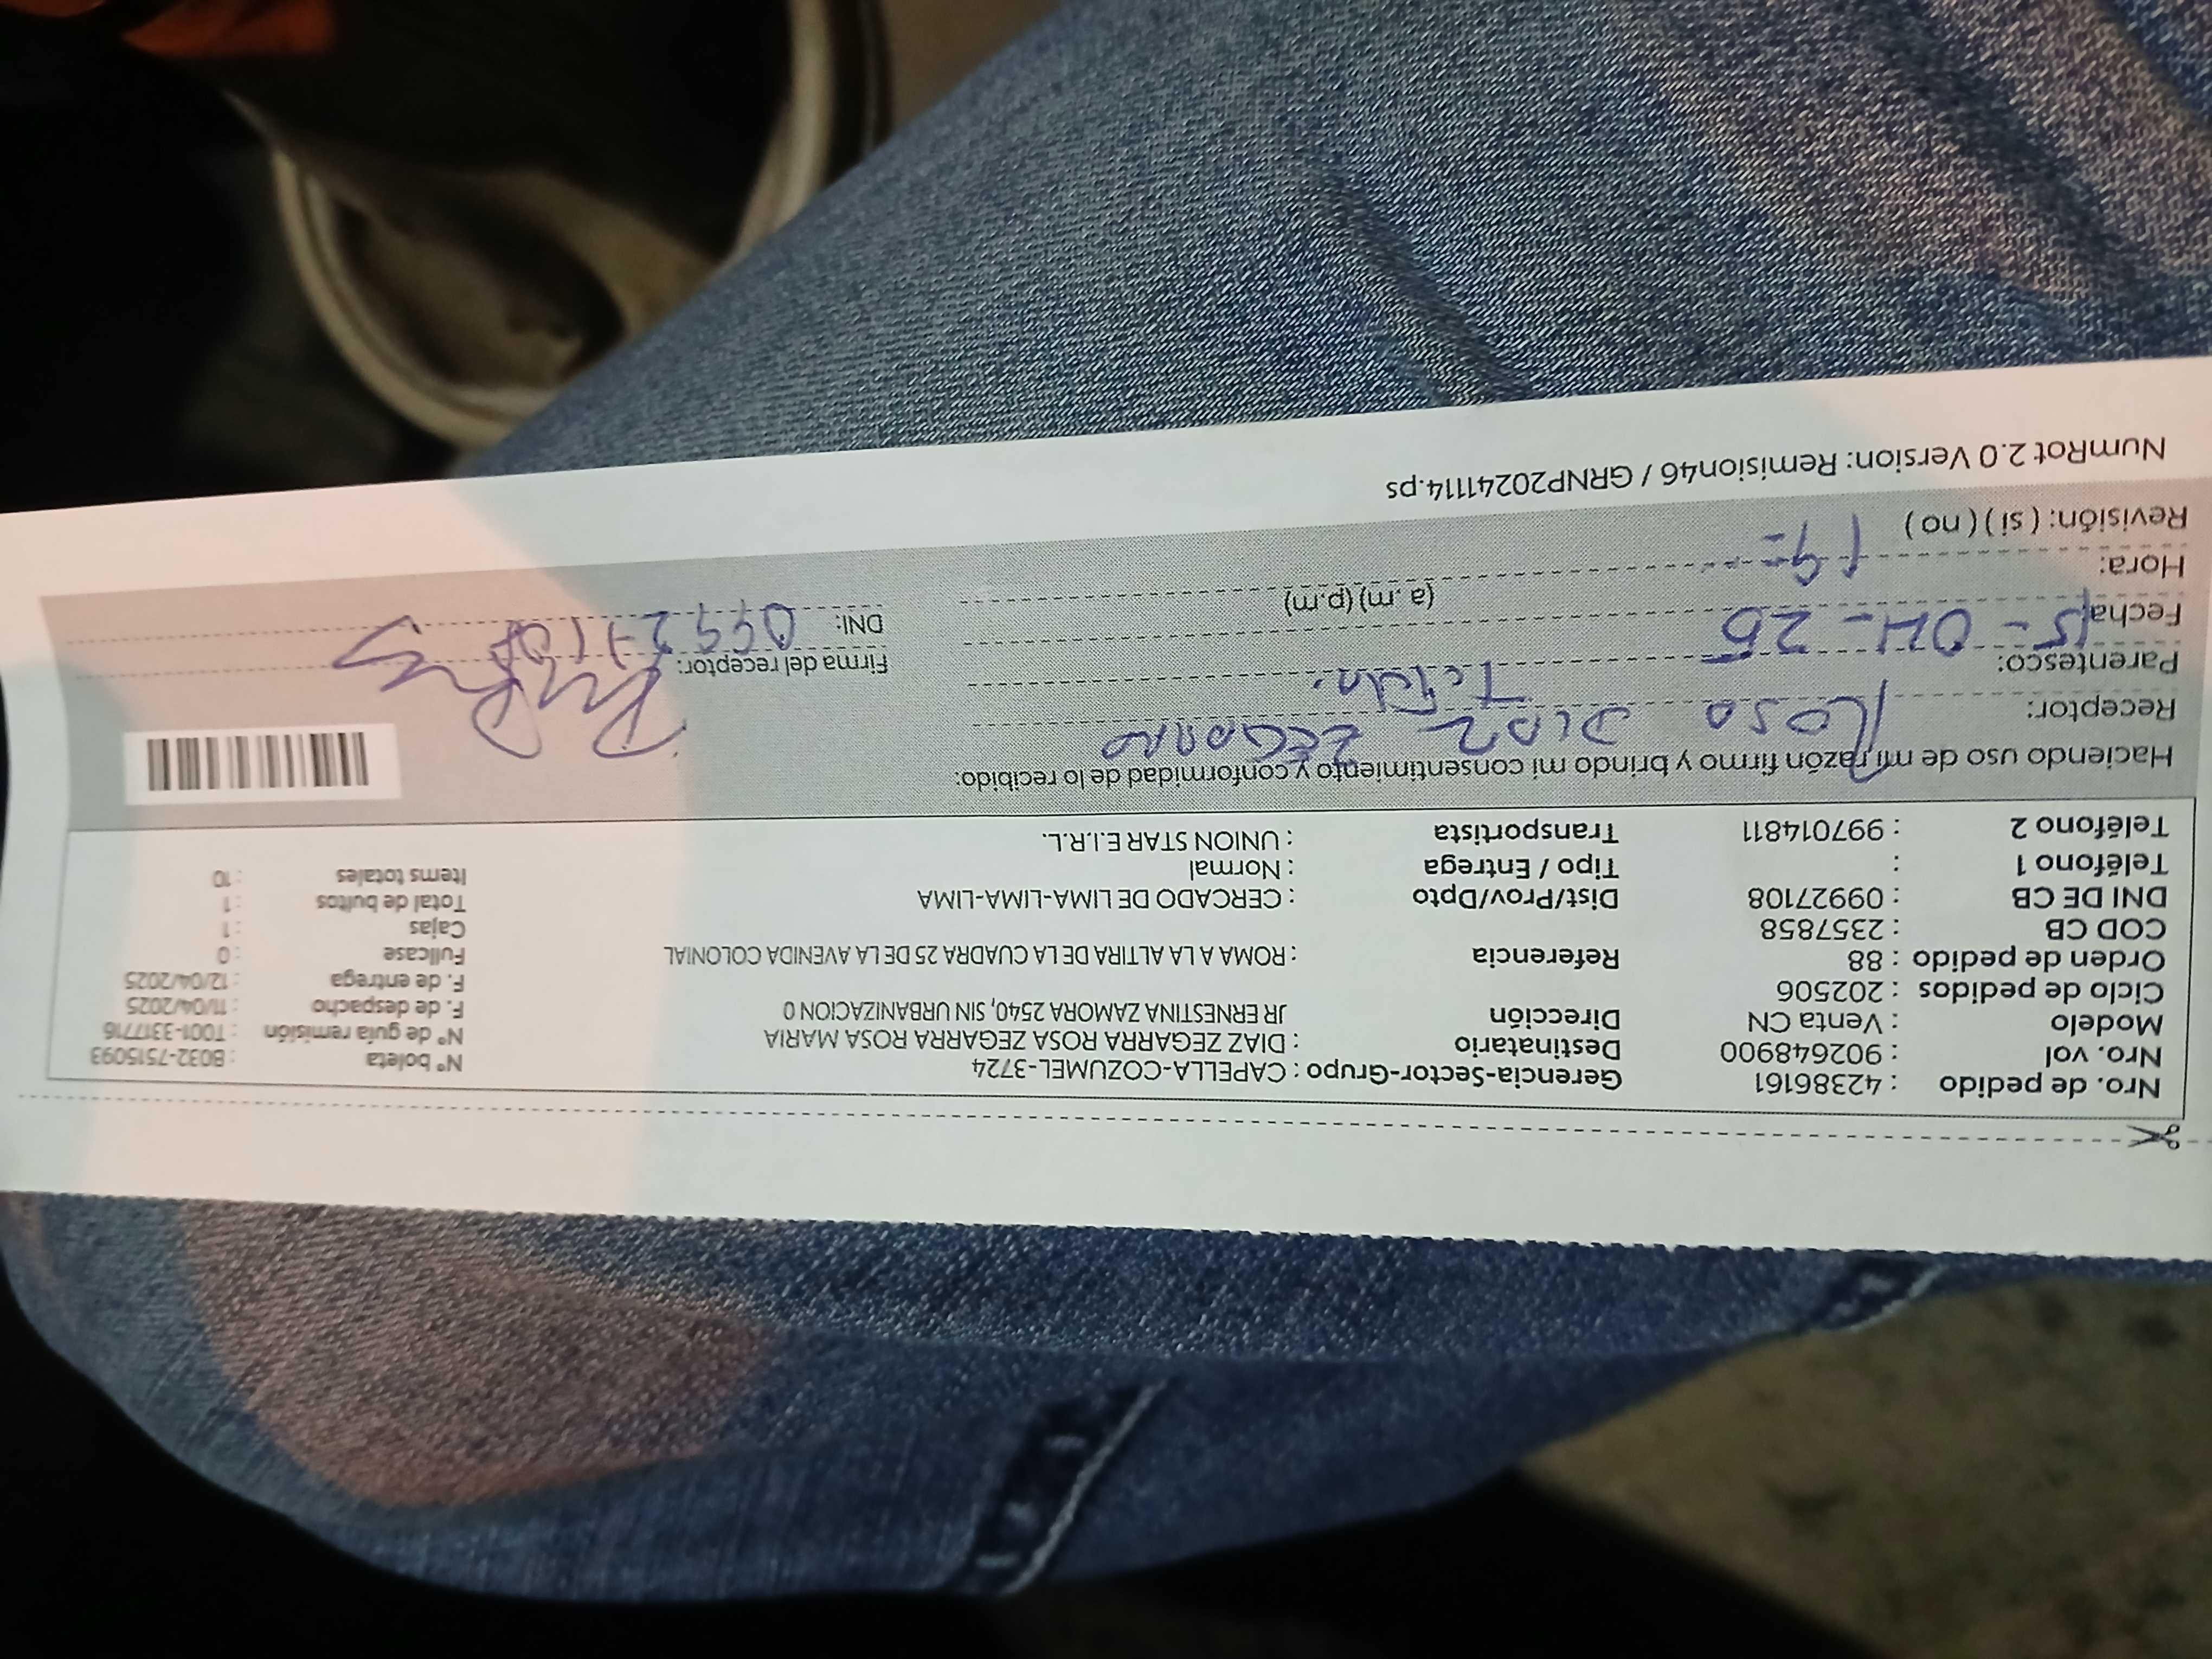 Nro. de pedido : 42386161 Gerencia-Sector-Grupo : CAPELLA-COZUMEL-3724 N° boleta : B032-7515093
Nro. vol : 902648900 Destinatario : DIAZ ZEGARRA ROSA ZEGARRA ROSA MARIA N° de guía remisión : T001-3317716
Modelo : Venta CN Dirección JR ERNESTINA ZAMORA 2540, SIN URBANIZACION 0 F. de despacho : 11/04/2025
Ciclo de pedidos : 202506 F. de entrega : 12/04/2025
Orden de pedido : 88 Referencia : ROMA A LA ALTIRA DE LA CUADRA 25 DE LA AVENIDA COLONIAL Fullcase : 0
COD CB : 2357858 Cajas : 1
DNI DE CB : 09927108 Dist/Prov/Dpto : CERCADO DE LIMA-LIMA-LIMA Total de bultos : 1
Teléfono 1 : Tipo / Entrega : Normal Items totales : 10
Teléfono 2 : 997014811 Transportista : UNION STAR E.I.R.L.
Haciendo uso de mi razón firmo y brindo mi consentimiento y conformidad de lo recibido:
Receptor: Rosa Diaz Zegarra
Parentesco: Firma del receptor:
Fecha: 15-04-25 DNI: 09927108
Hora: (a.m) (p.m)
Revisión: ( si ) ( no )
NumRot 2.0 Version: Remision46 / GRNP20241114.ps